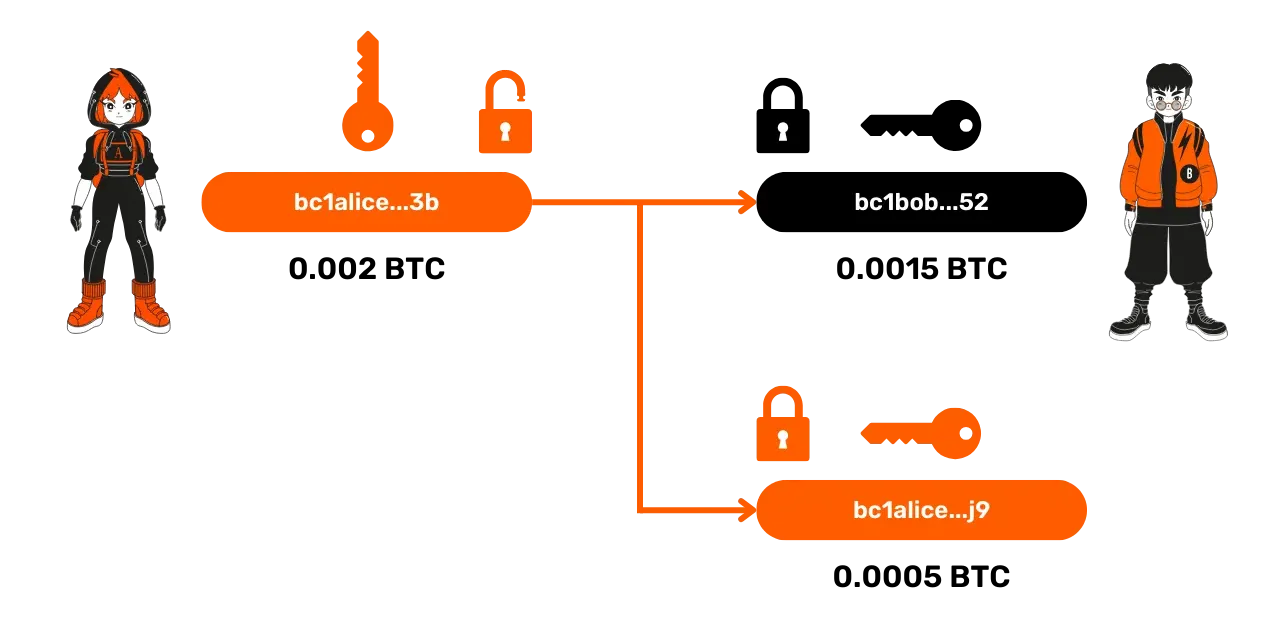 A
B
bc1alice...3b
bc1bob...52
0.002 BTC
0.0015 BTC
bc1alice...j9
0.0005 BTC